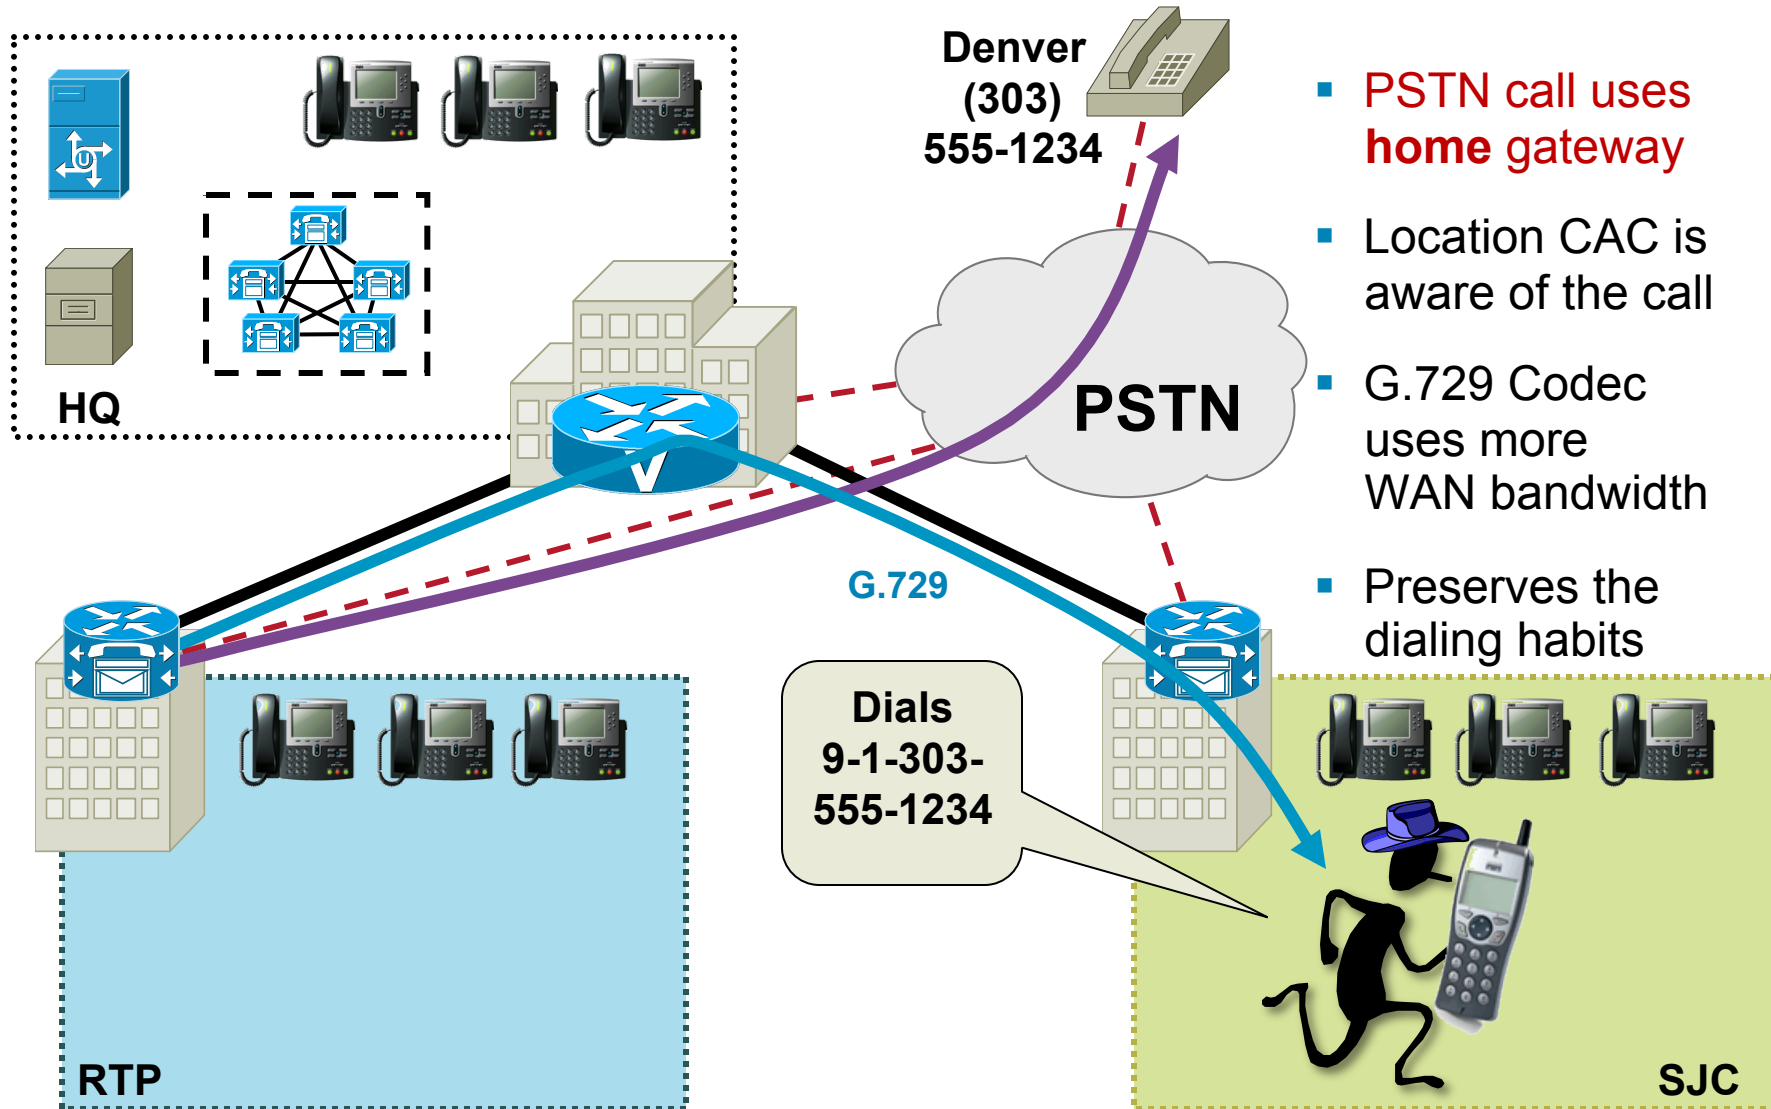 Denver
(303)
555-1234
PSTN call uses
home gateway
Location CAC is
aware of the call
G.729 Codec
uses more
WAN bandwidth
Preserves the
dialing habits
U
HQ
PSTN
V
G.729
Dials
9-1-303-
555-1234
RTP
SJC